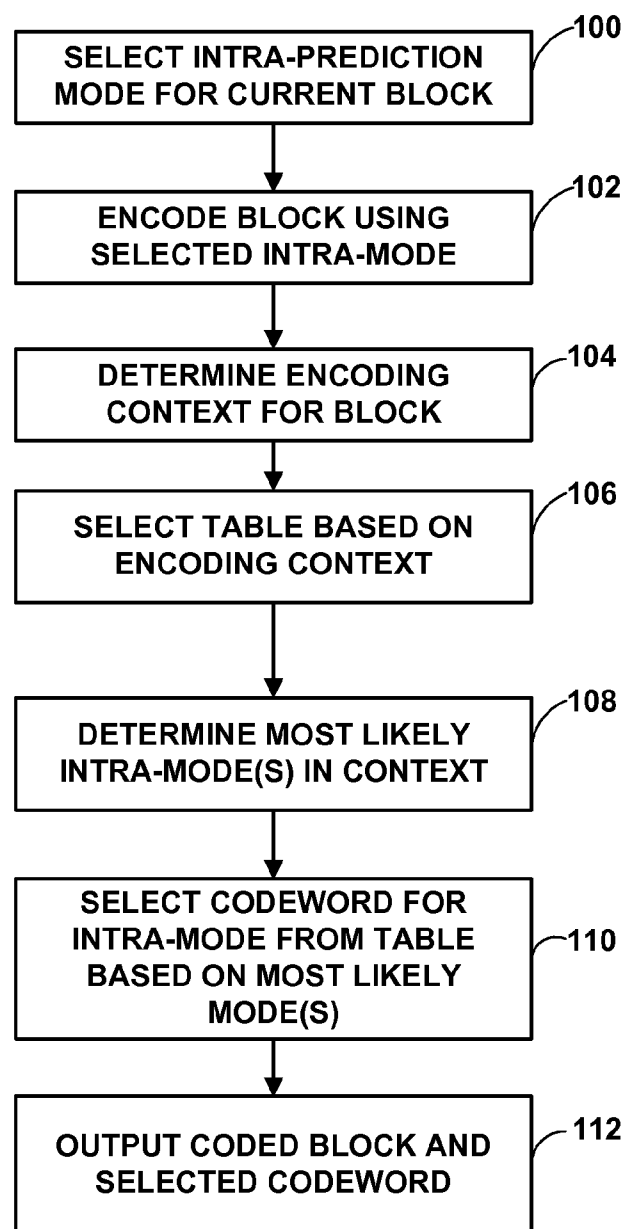 100
SELECT INTRA-PREDICTION
MODE FOR CURRENT BLOCK
102
ENCODE BLOCK USING
SELECTED INTRA-MODE
104
DETERMINE ENCODING
CONTEXT FOR BLOCK
106
SELECT TABLE BASED ON
ENCODING CONTEXT
108
DETERMINE MOST LIKELY
INTRA-MODE(S) IN CONTEXT
SELECT CODEWORD FOR
INTRA-MODE FROM TABLE
110
BASED ON MOST LIKELY
MODE(S)
112
OUTPUT CODED BLOCK AND
SELECTED CODEWORD